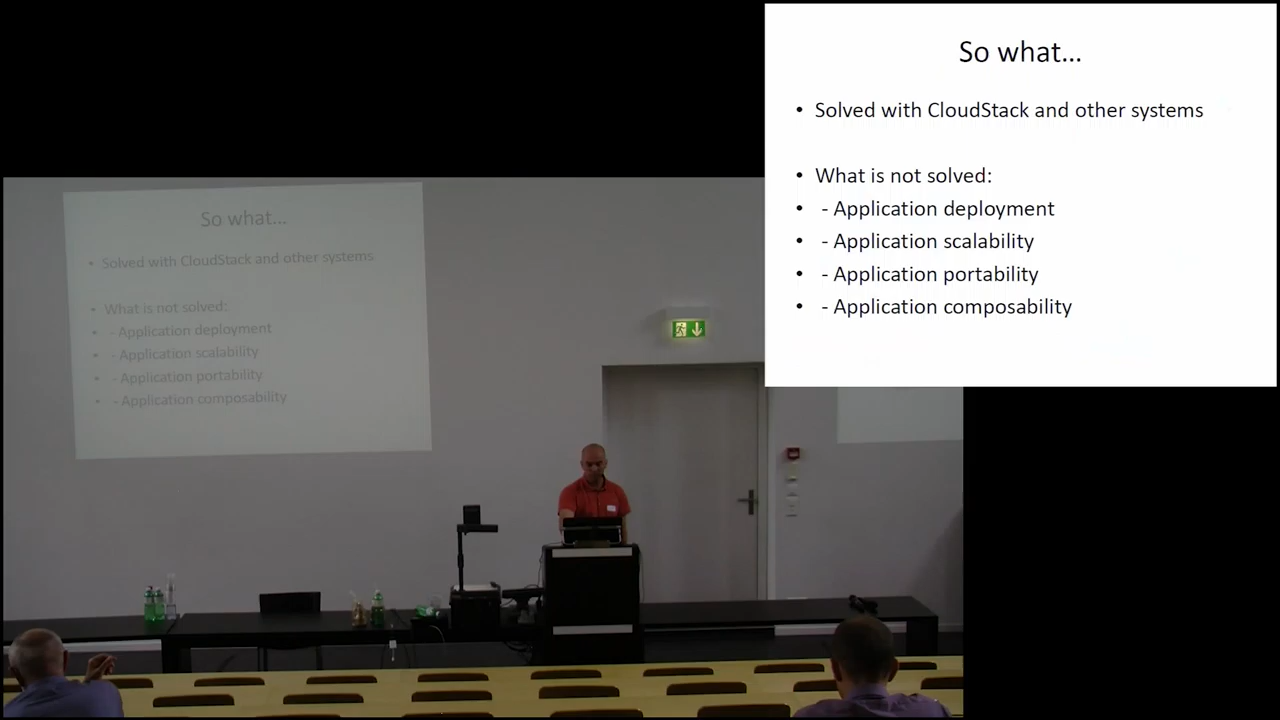 So what...
• Solved with CloudStack and other systems
• What is not solved:
• - Application deployment
• - Application scalability
• - Application portability
• - Application composability
So what...
• Solved with CloudStack and other systems
• What is not solved:
• - Application deployment
• - Application scalability
• - Application portability
• - Application composability